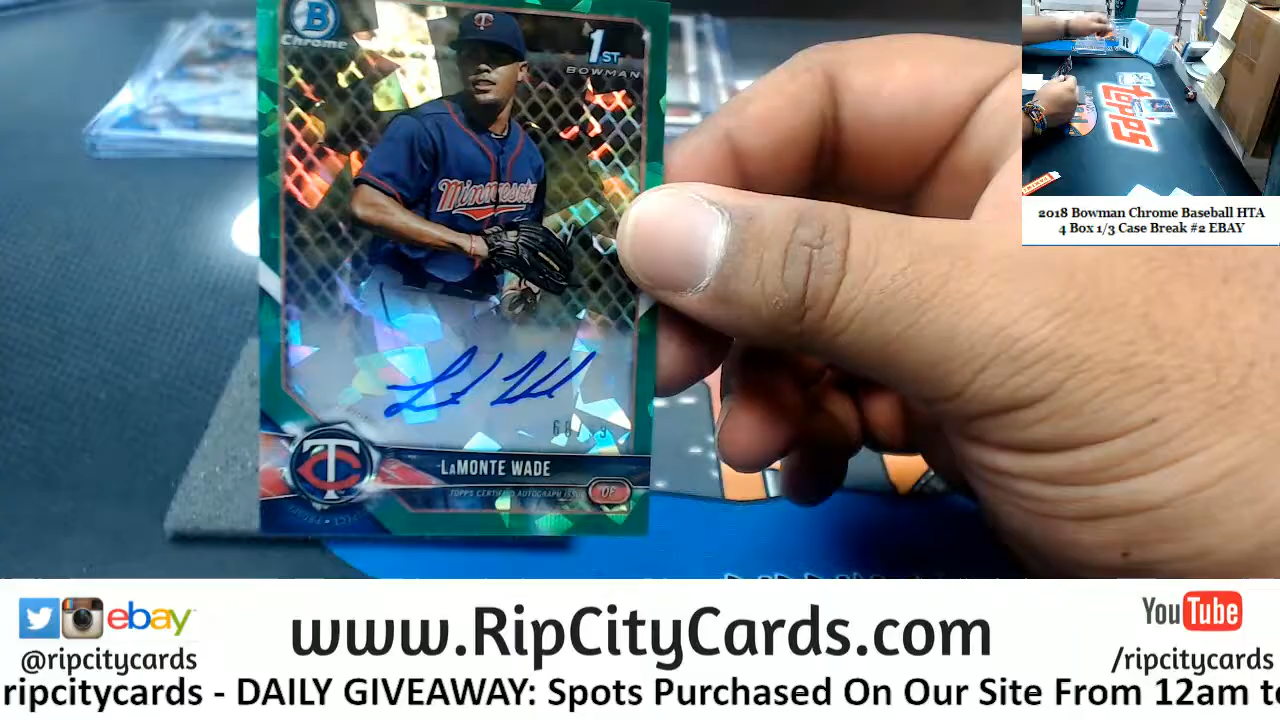 B
Chrome
1ST
BOWMAN
Minnesota
TC
LAMONTE WADE
TOPPS CERTIFIED AUTOGRAPH ISSUE
OF
topps
2018 Bowman Chrome Baseball HTA
4 Box 1/3 Case Break #2 EBAY
ebay
@ripcitycards
www.RipCityCards.com
YouTube
/ripcitycards
ripcitycards - DAILY GIVEAWAY: Spots Purchased On Our Site From 12am to